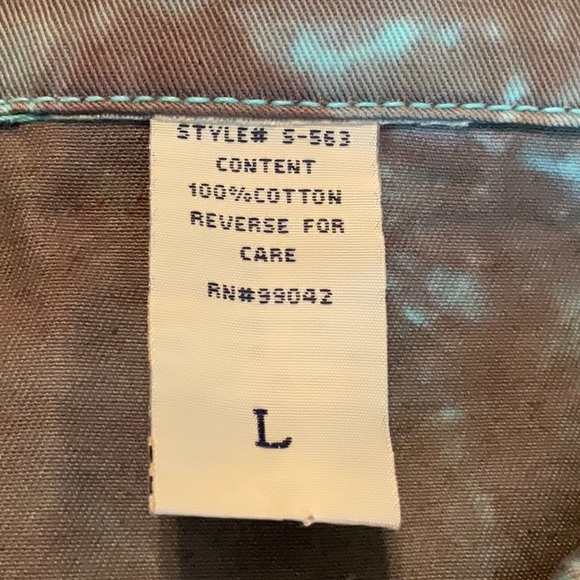 STYLE# S-563
CONTENT
100%COTTON
REVERSE FOR
CARE
RN#99042
L